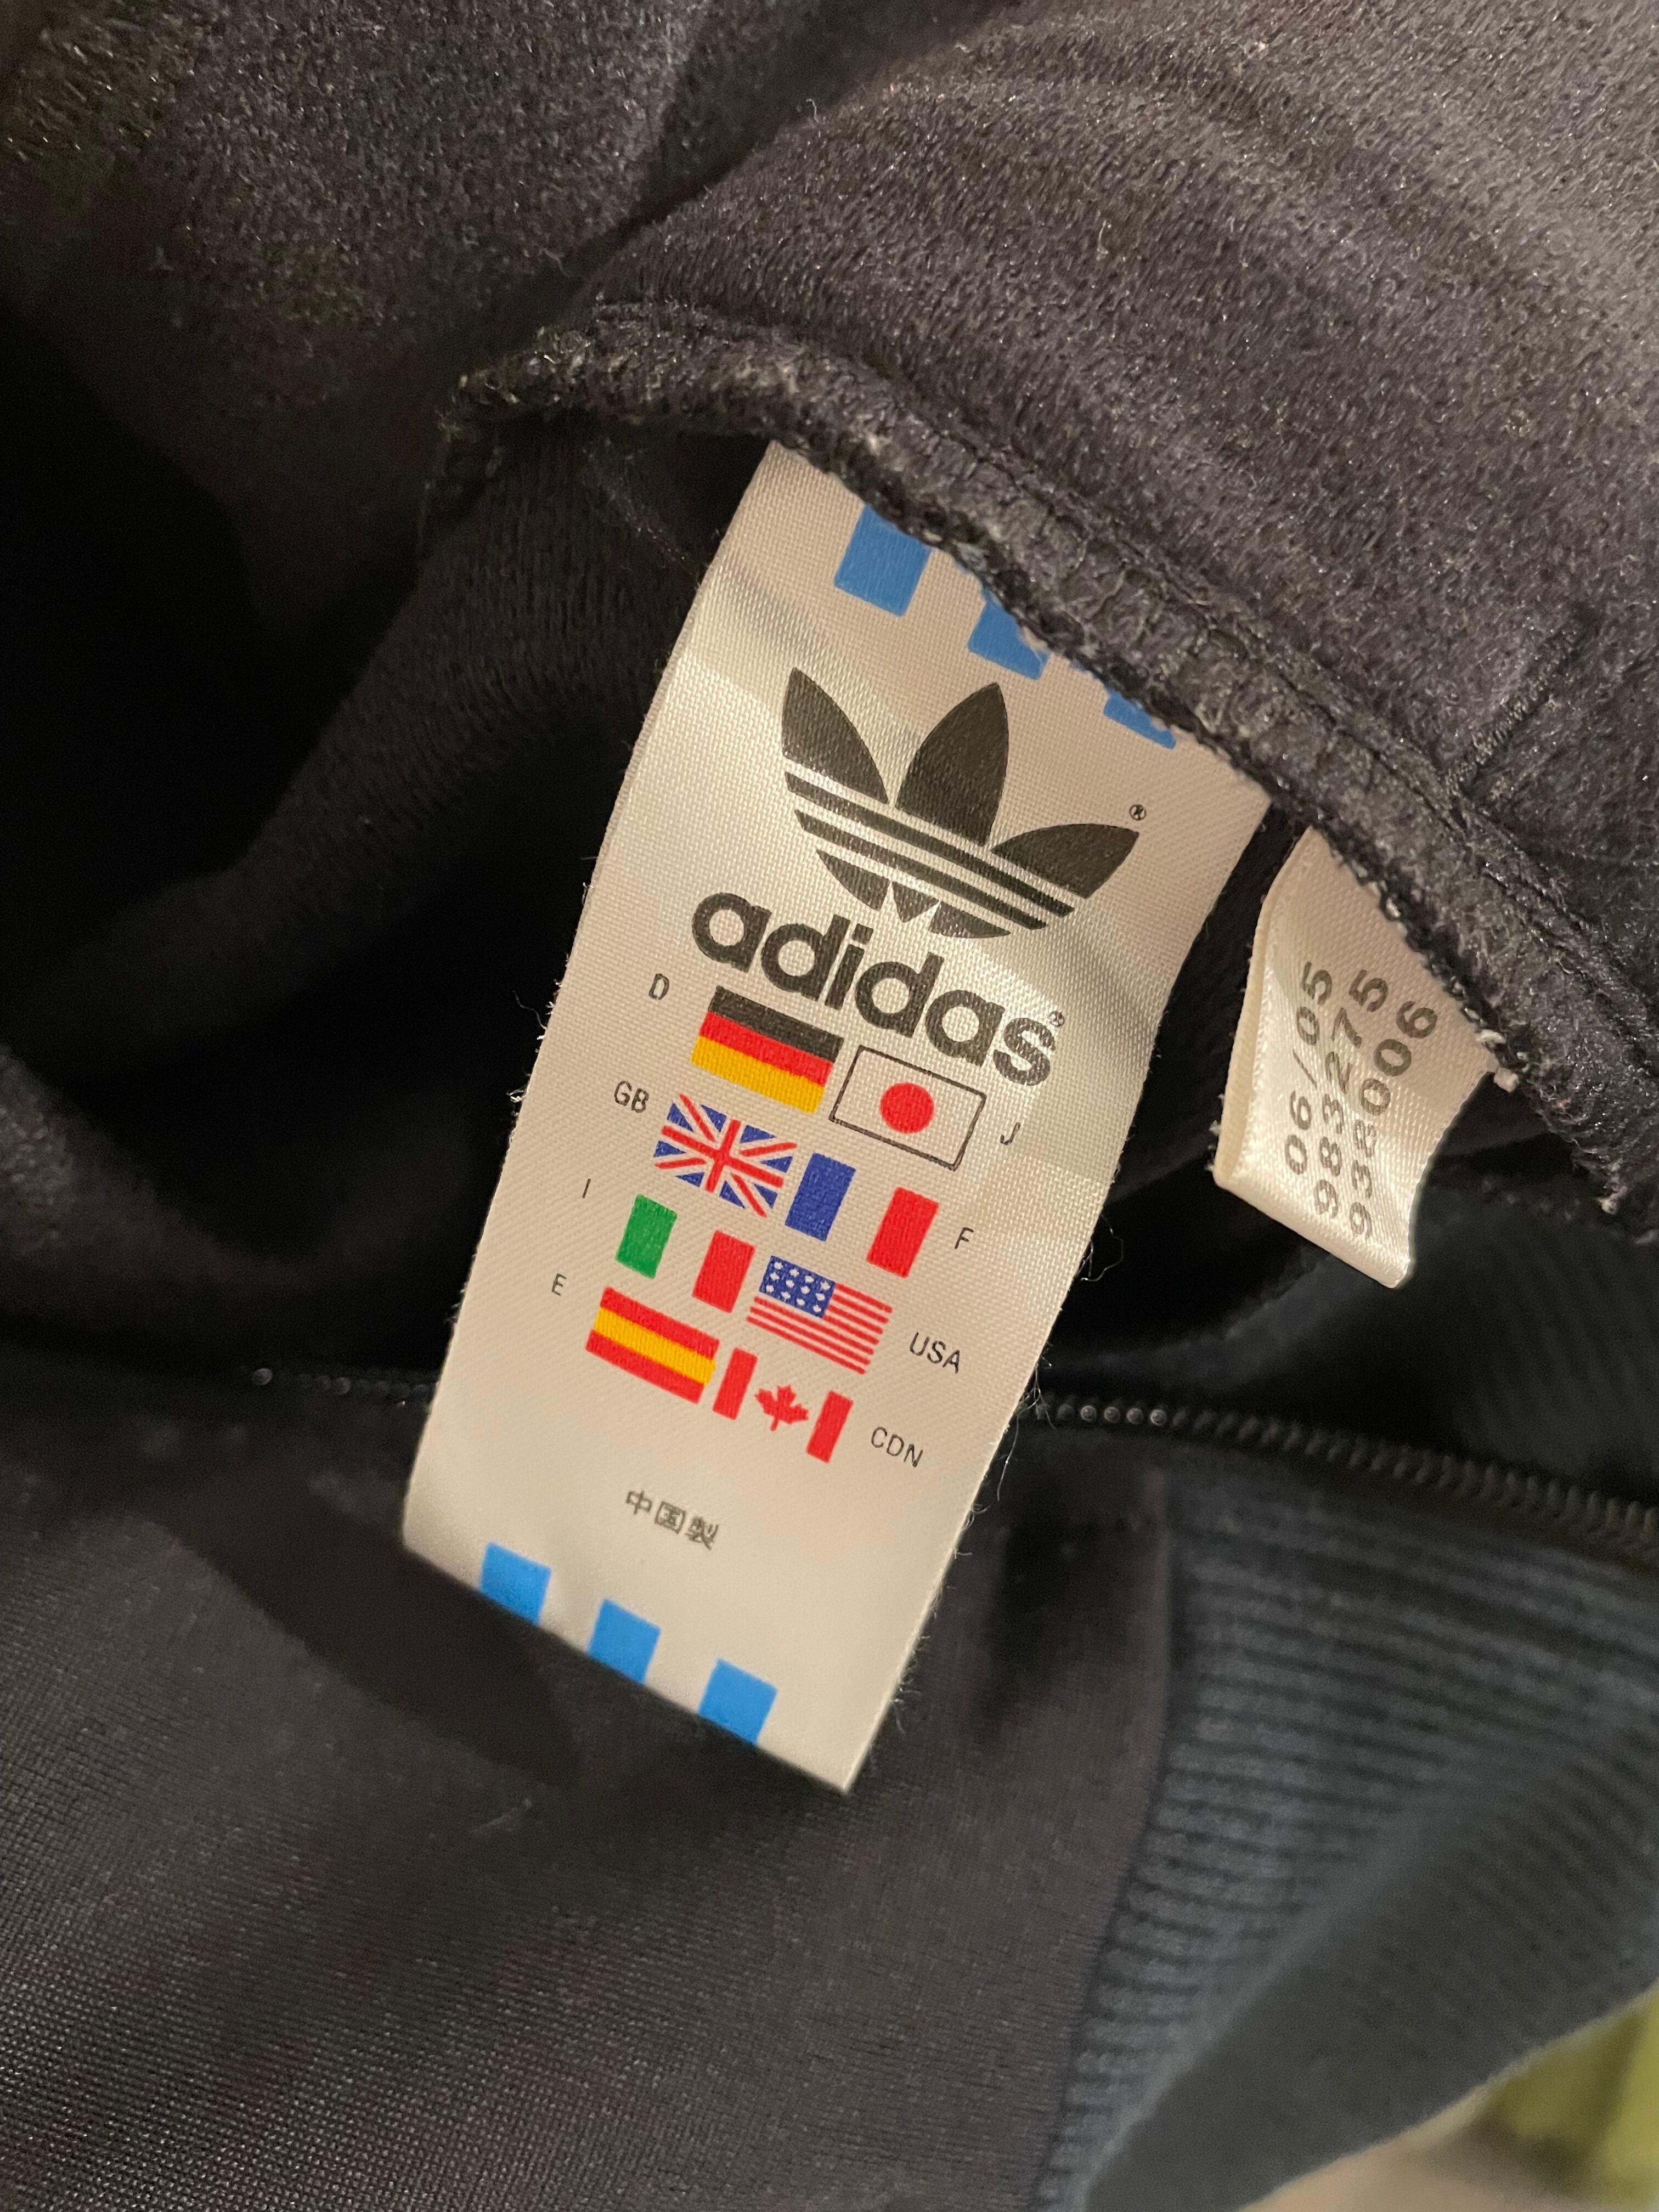 ®
adidas®
D
J
GB
F
I
USA
E
CDN
中国製
06/05
983275
938006